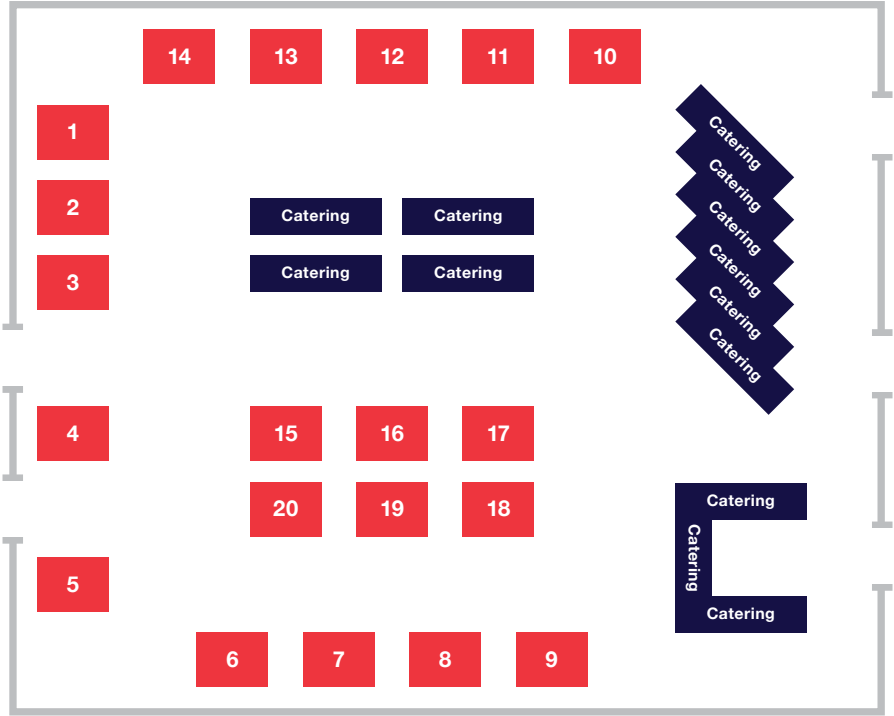 14 13 12 11 10
1
Catering
2
Catering
Catering Catering
Catering
3
Catering Catering
Catering
Catering
Catering
4
15 16 17
20 19 18
Catering
Catering
5
Catering
6 7 8 9